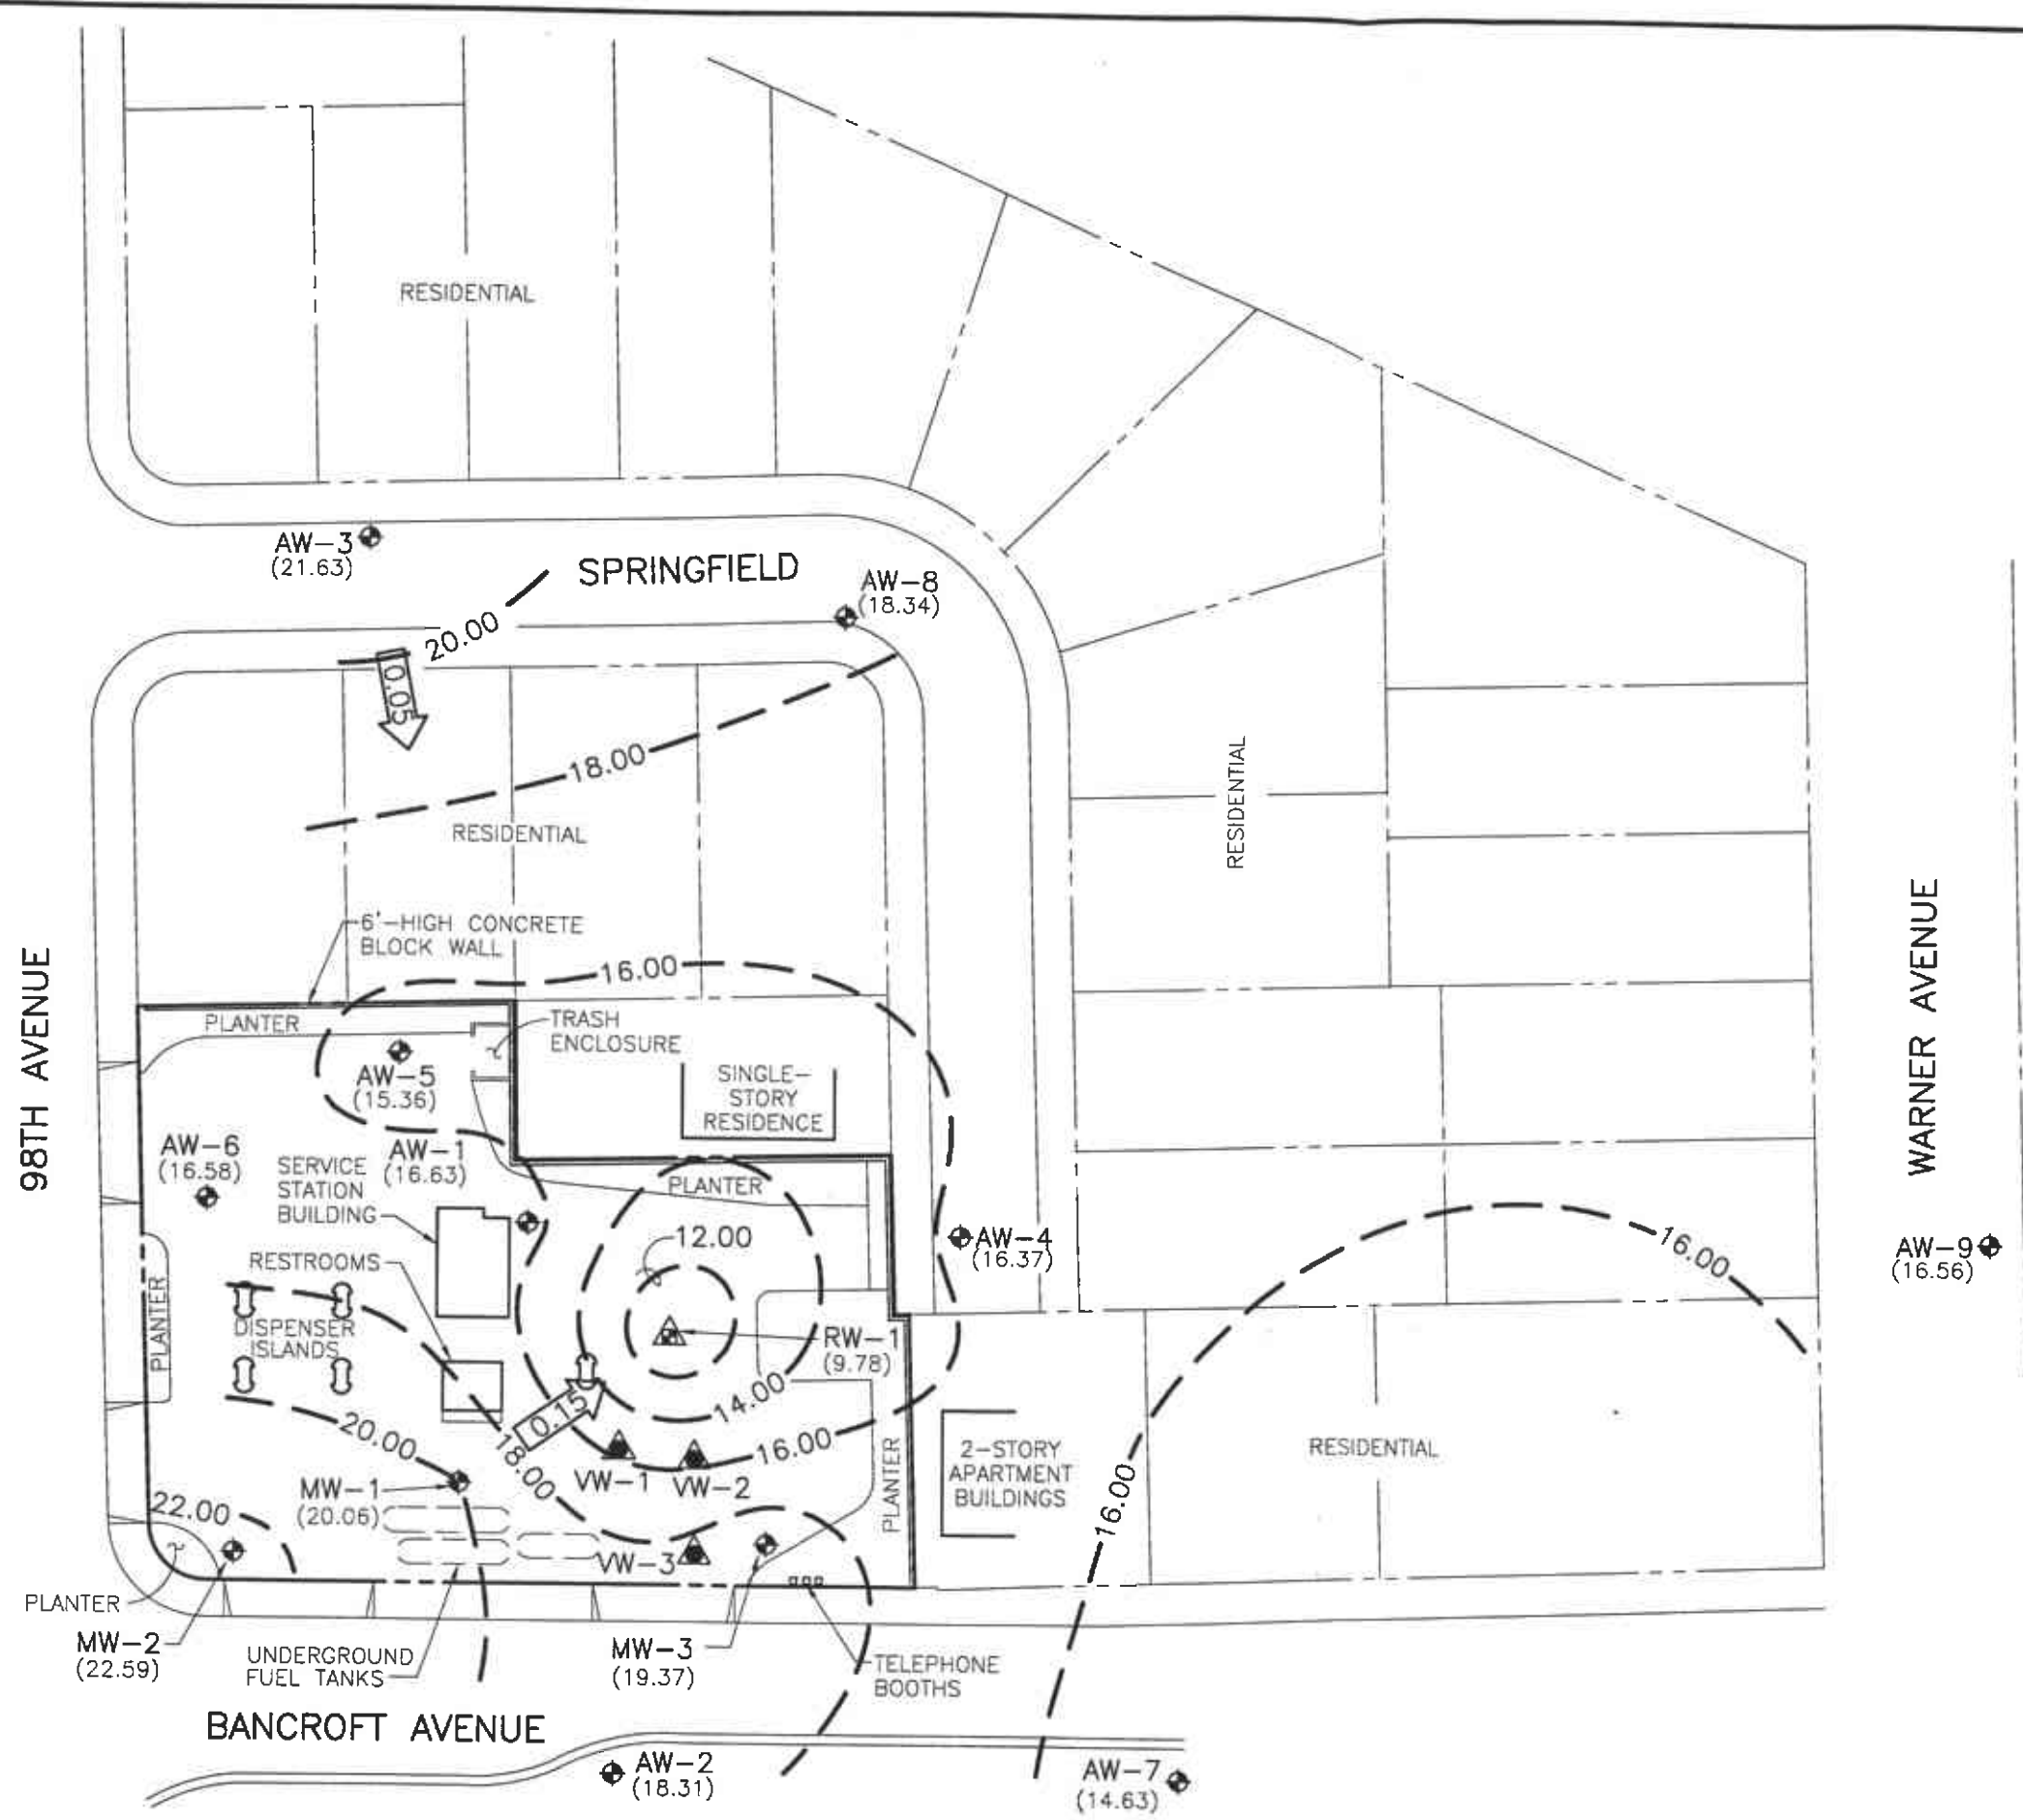 RESIDENTIAL
AW-3
(21.63)
SPRINGFIELD
AW-8
(18.34)
20.00
0.05
18.00
RESIDENTIAL
RESIDENTIAL
6'-HIGH CONCRETE
BLOCK WALL
16.00
98TH AVENUE
WARNER AVENUE
PLANTER
TRASH
ENCLOSURE
AW-5
(15.36)
SINGLE-
STORY
RESIDENCE
AW-6
(16.58)
AW-1
(16.63)
SERVICE
STATION
BUILDING
PLANTER
12.00
AW-4
(16.37)
16.00
AW-9
(16.56)
RESTROOMS
PLANTER
DISPENSER
ISLANDS
RW-1
(9.78)
14.00
0.15
20.00
18.00
16.00
PLANTER
2-STORY
APARTMENT
BUILDINGS
RESIDENTIAL
MW-1
(20.06)
VW-1
VW-2
16.00
22.00
VW-3
PLANTER
MW-2
(22.59)
UNDERGROUND
FUEL TANKS
MW-3
(19.37)
TELEPHONE
BOOTHS
BANCROFT AVENUE
AW-2
(18.31)
AW-7
(14.63)